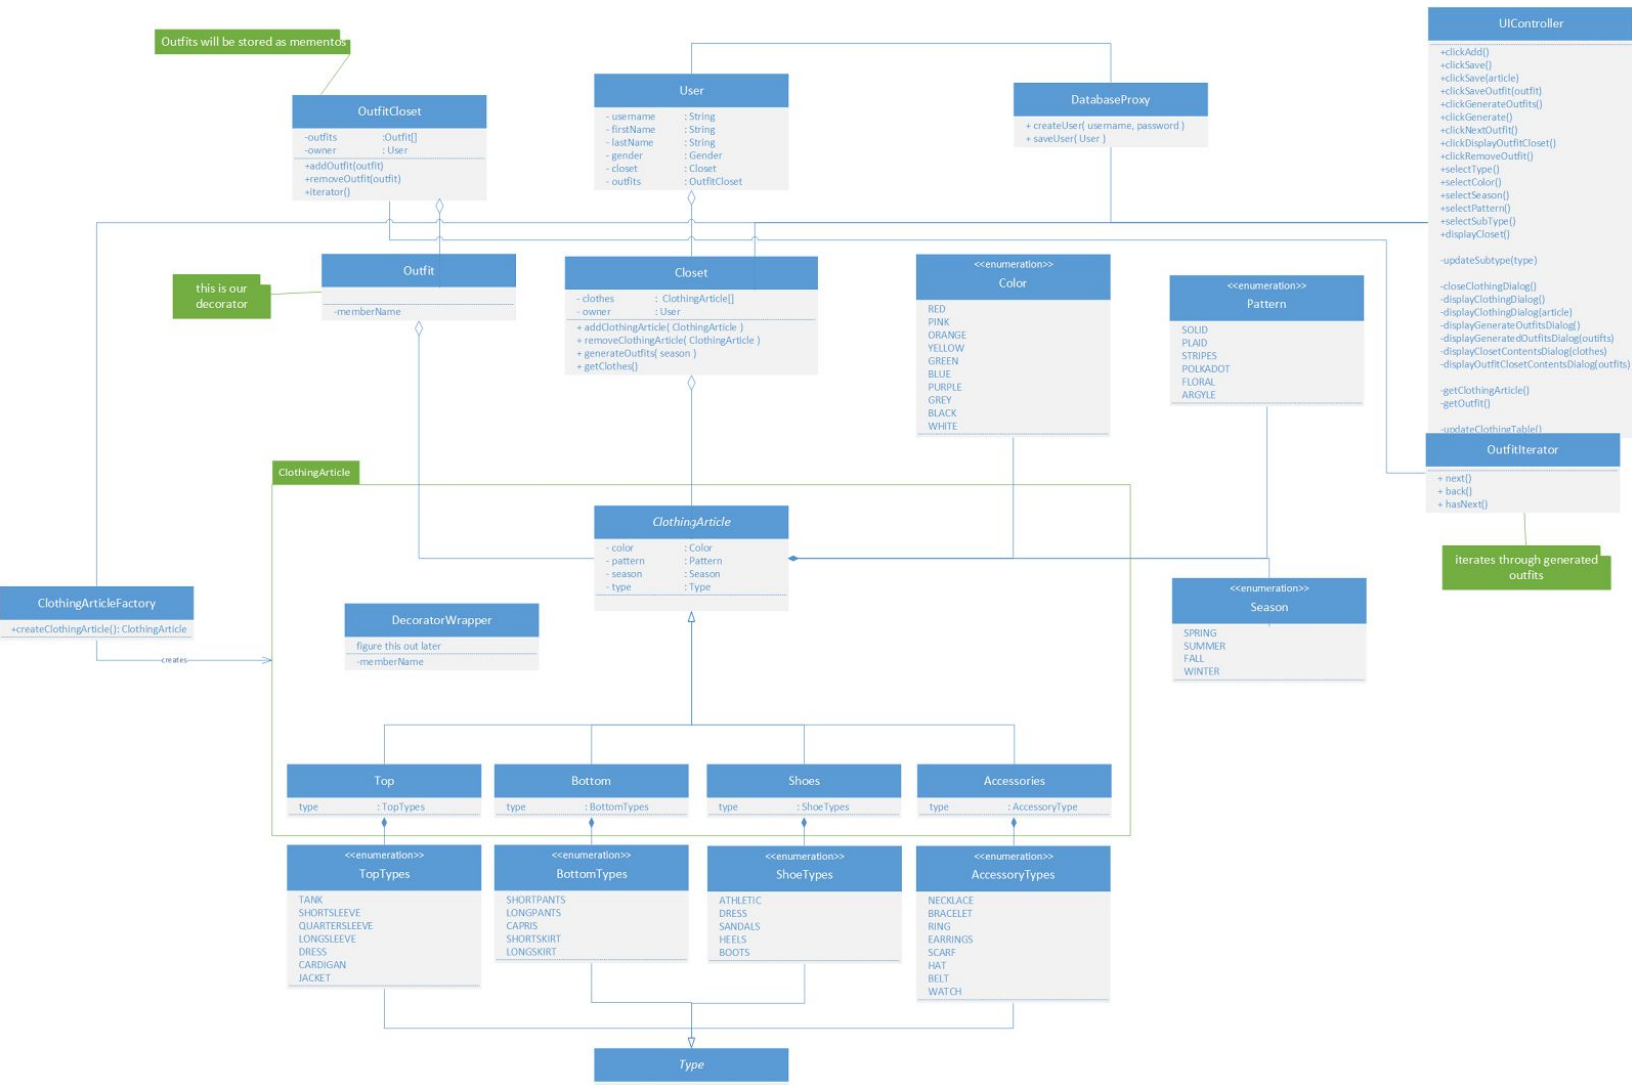 Outfits will be stored as mementos
OutfitCloset
-outfits :Outfit[]
-owner : User
+addOutfit(outfit)
+removeOutfit(outfit)
+iterator()
User
- username : String
- firstName : String
- lastName : String
- gender : Gender
- closet : Closet
- outfits : OutfitCloset
DatabaseProxy
+ createUser( username, password )
+ saveUser( User )
UIController
+clickAdd()
+clickSave()
+clickSave(article)
+clickSaveOutfit(outfit)
+clickGenerateOutfits()
+clickGenerate()
+clickNextOutfit()
+clickDisplayOutfitCloset()
+clickRemoveOutfit()
+selectType()
+selectColor()
+selectSeason()
+selectPattern()
+selectSubType()
+displayCloset()
-updateSubtype(type)
-closeClothingDialog()
-displayClothingDialog()
-displayClothingDialog(article)
-displayGenerateOutfitsDialog()
-displayGeneratedOutfitsDialog(outifts)
-displayClosetContentsDialog(clothes)
-displayOutfitClosetContentsDialog(outfits)
-getClothingArticle()
-getOutfit()
-updateClothingTable()
this is our
decorator
Outfit
-memberName
Closet
- clothes : ClothingArticle[]
- owner : User
+ addClothingArticle( ClothingArticle )
+ removeClothingArticle( ClothingArticle )
+ generateOutfits( season )
+ getClothes()
<<enumeration>>
Color
RED
PINK
ORANGE
YELLOW
GREEN
BLUE
PURPLE
GREY
BLACK
WHITE
<<enumeration>>
Pattern
SOLID
PLAID
STRIPES
POLKADOT
FLORAL
ARGYLE
OutfitIterator
+ next()
+ back()
+ hasNext()
iterates through generated
outfits
ClothingArticle
ClothingArticle
- color : Color
- pattern : Pattern
- season : Season
- type : Type
<<enumeration>>
Season
SPRING
SUMMER
FALL
WINTER
ClothingArticleFactory
+createClothingArticle(): ClothingArticle
creates
DecoratorWrapper
figure this out later
-memberName
Top
type : TopTypes
Bottom
type : BottomTypes
Shoes
type : ShoeTypes
Accessories
type : AccessoryType
<<enumeration>>
TopTypes
TANK
SHORTSLEEVE
QUARTERSLEEVE
LONGSLEEVE
DRESS
CARDIGAN
JACKET
<<enumeration>>
BottomTypes
SHORTPANTS
LONGPANTS
CAPRIS
SHORTSKIRT
LONGSKIRT
<<enumeration>>
ShoeTypes
ATHLETIC
DRESS
SANDALS
HEELS
BOOTS
<<enumeration>>
AccessoryTypes
NECKLACE
BRACELET
RING
EARRINGS
SCARF
HAT
BELT
WATCH
Type